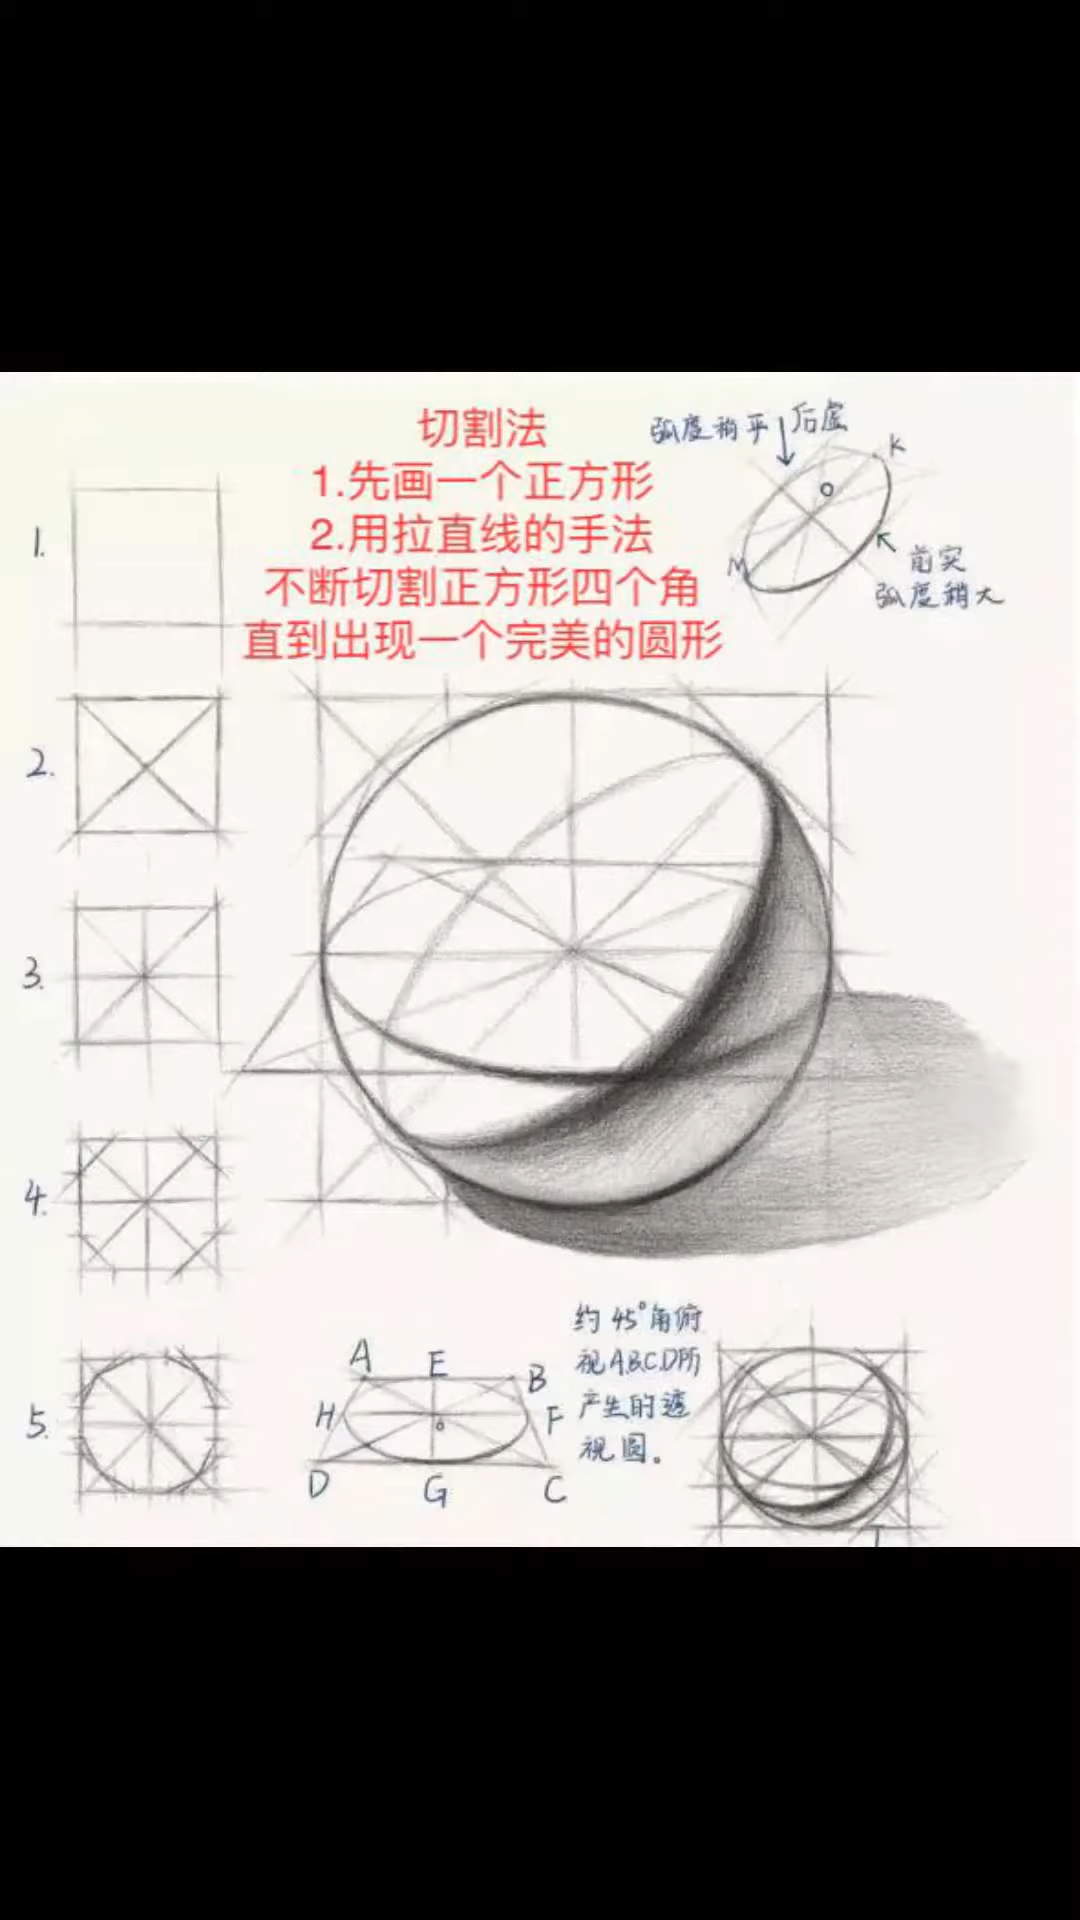 切割法
1.先画一个正方形
2.用拉直线的手法
不断切割正方形四个角
直到出现一个完美的圆形
弧度稍平
后虚
K
O
M
前实
弧度稍大
1.
2.
3.
4.
5.
A E B
H O F
D G C
约45°角俯
视A.B.C.D所
产生的透
视圆。